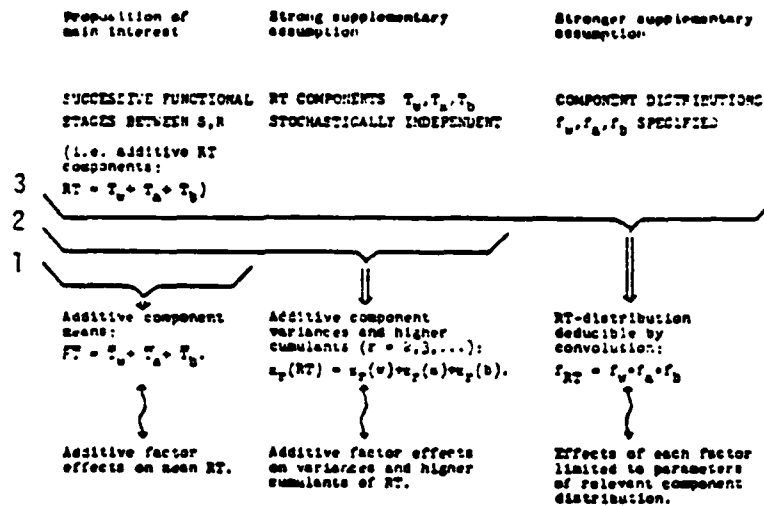 Proposition of
main interest
Strong supplementary
assumption
Stronger supplementary
assumption
SUCCESSIVE FUNCTIONAL
STAGES BETWEEN S,R
(i.e. additive RT
components:
RT = T_w + T_a + T_b)
RT COMPONENTS T_w, T_a, T_b
STOCHASTICALLY INDEPENDENT
COMPONENT DISTRIBUTIONS
f_w, f_a, f_b SPECIFIED
3
2
1
Additive component
means:
R̅T̅ = T̅_w + T̅_a + T̅_b.
Additive component
variances and higher
cumulants (r = 2,3,...):
κ_r(RT) = κ_r(w)+κ_r(a)+κ_r(b).
RT-distribution
deducible by
convolution:
f_RT = f_w * f_a * f_b
Additive factor
effects on mean RT.
Additive factor effects
on variances and higher
cumulants of RT.
Effects of each factor
limited to parameters
of relevant component
distribution.